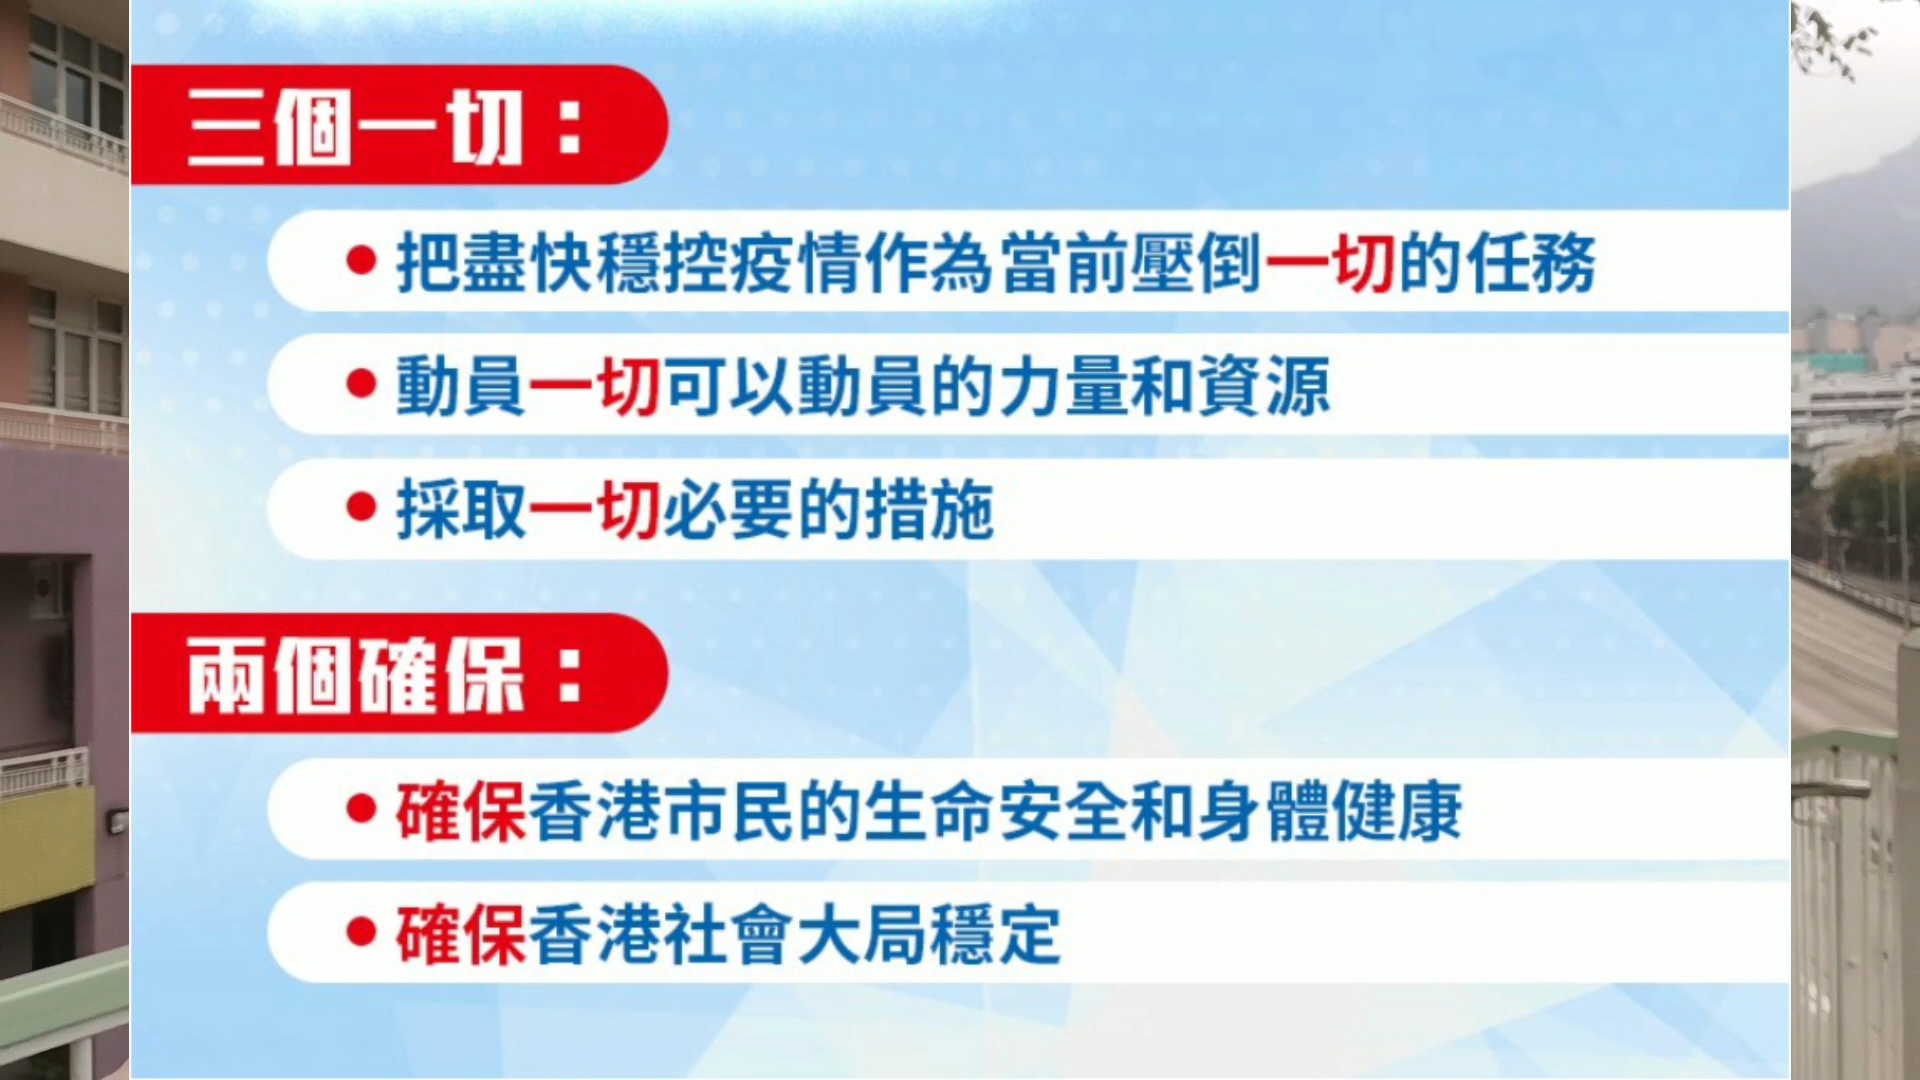 三個一切：
• 把盡快穩控疫情作為當前壓倒一切的任務
• 動員一切可以動員的力量和資源
• 採取一切必要的措施
兩個確保：
• 確保香港市民的生命安全和身體健康
• 確保香港社會大局穩定